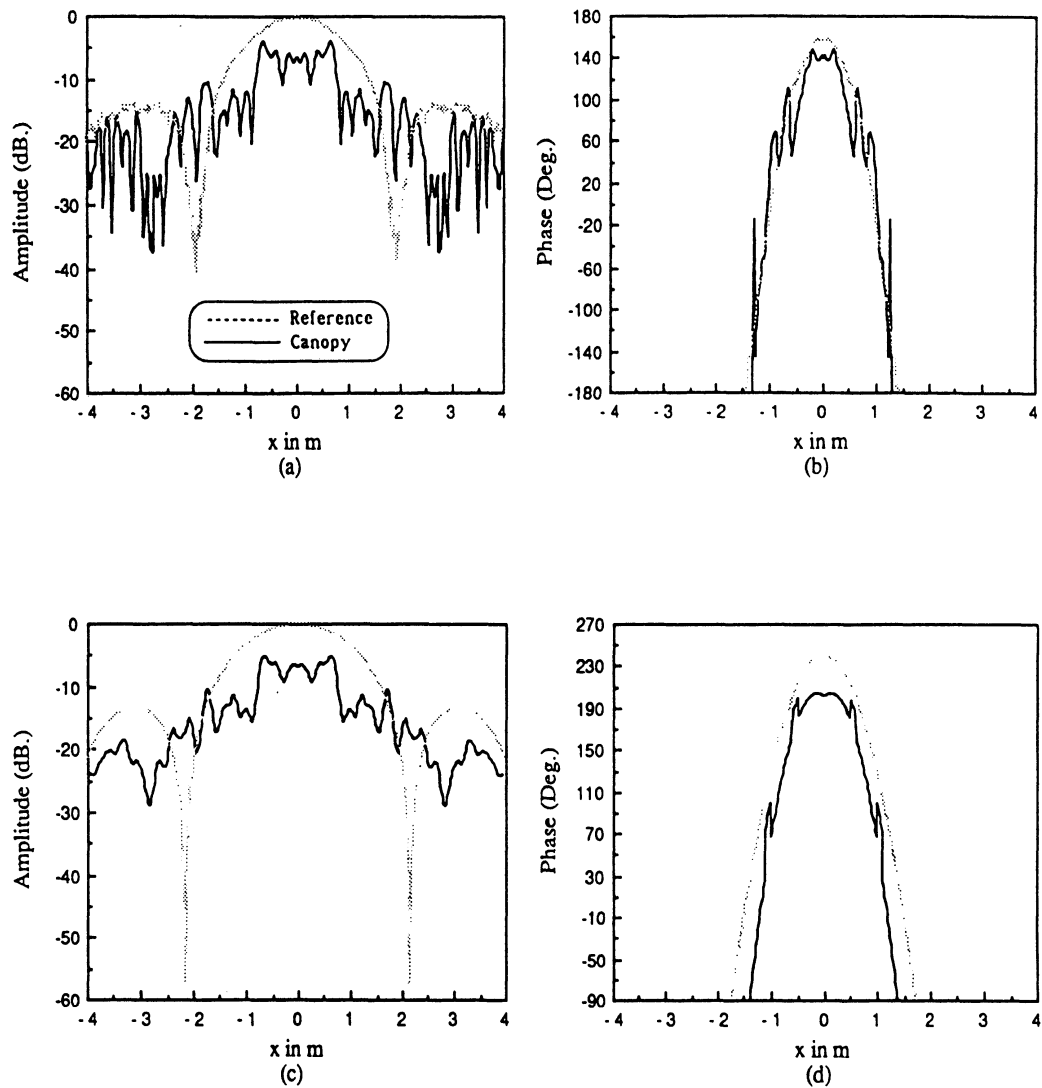 0
-10
-20
-30
-40
-50
-60
Amplitude (dB.)
Reference
Canopy
-4 -3 -2 -1 0 1 2 3 4
x in m
(a)
180
140
100
60
20
-20
-60
-100
-140
-180
Phase (Deg.)
-4 -3 -2 -1 0 1 2 3 4
x in m
(b)
0
-10
-20
-30
-40
-50
-60
Amplitude (dB.)
-4 -3 -2 -1 0 1 2 3 4
x in m
(c)
270
230
190
150
110
70
30
-10
-50
-90
Phase (Deg.)
-4 -3 -2 -1 0 1 2 3 4
x in m
(d)